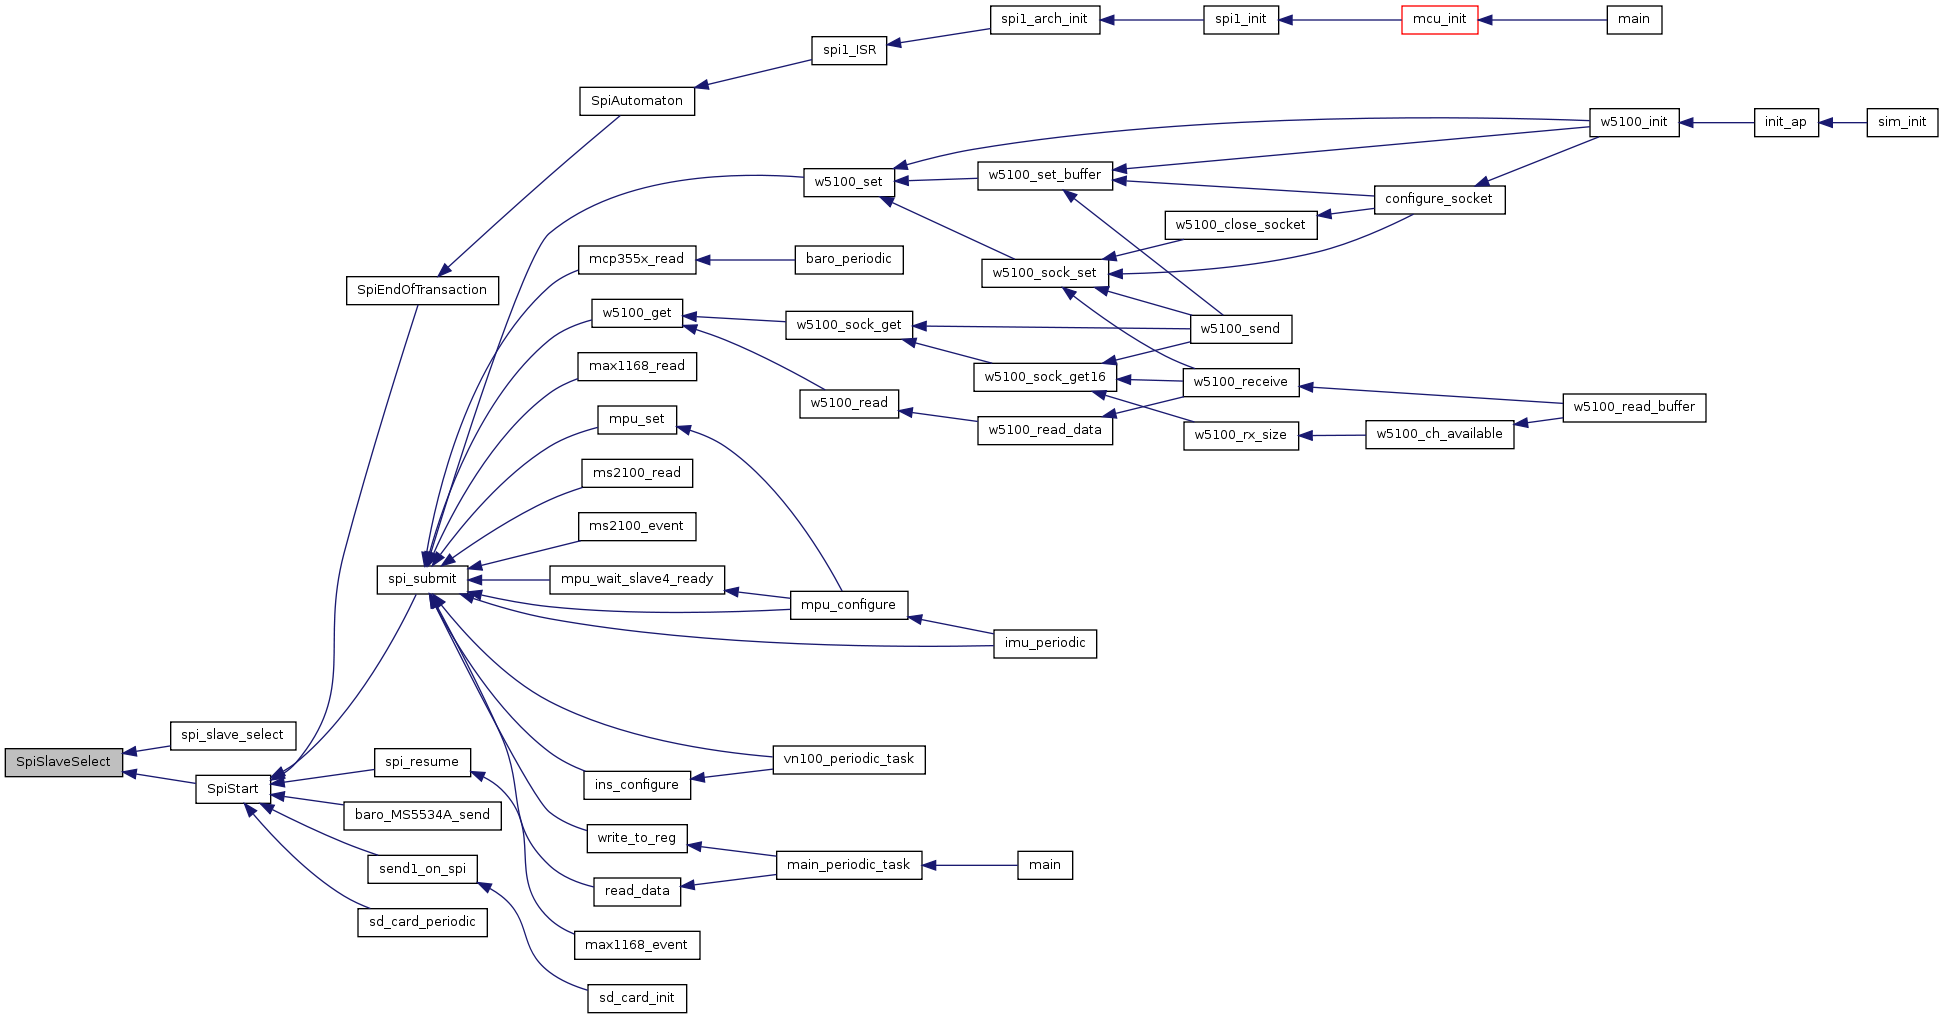 spi1_arch_init
spi1_init
mcu_init
main
spi1_ISR
SpiAutomaton
w5100_init
init_ap
sim_init
w5100_set
w5100_set_buffer
configure_socket
w5100_close_socket
mcp355x_read
baro_periodic
w5100_sock_set
SpiEndOfTransaction
w5100_get
w5100_sock_get
w5100_send
max1168_read
w5100_sock_get16
w5100_receive
w5100_read
w5100_read_buffer
mpu_set
w5100_read_data
w5100_rx_size
w5100_ch_available
ms2100_read
ms2100_event
spi_submit
mpu_wait_slave4_ready
mpu_configure
imu_periodic
spi_slave_select
SpiSlaveSelect
spi_resume
vn100_periodic_task
SpiStart
ins_configure
baro_MS5534A_send
write_to_reg
send1_on_spi
main_periodic_task
main
read_data
sd_card_periodic
max1168_event
sd_card_init